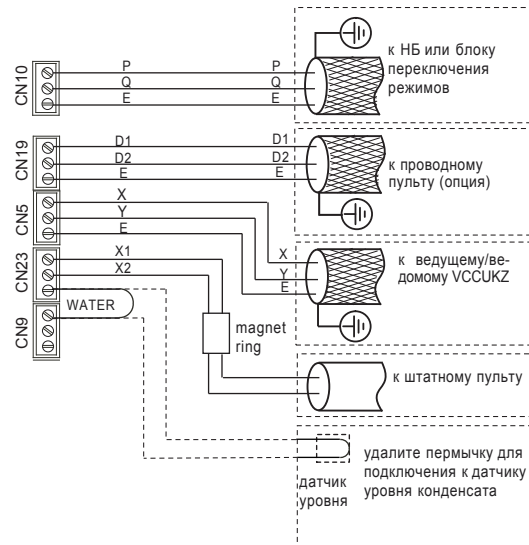 CN10
P
Q
E
P
Q
E
к НБ или блоку
переключения
режимов
CN19
D1
D2
E
D1
D2
E
к проводному
пульту (опция)
CN5
X
Y
E
X
Y
E
к ведущему/ве-
домому VCCUKZ
CN23
X1
X2
WATER
CN9
magnet
ring
к штатному пульту
датчик
уровня
удалите пермычку для
подключения к датчику
уровня конденсата